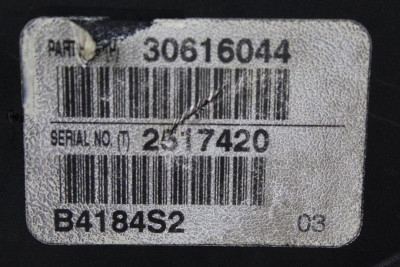 PART (H) 30616044
SERIAL NO. (T) 2517420
B4184S2 03